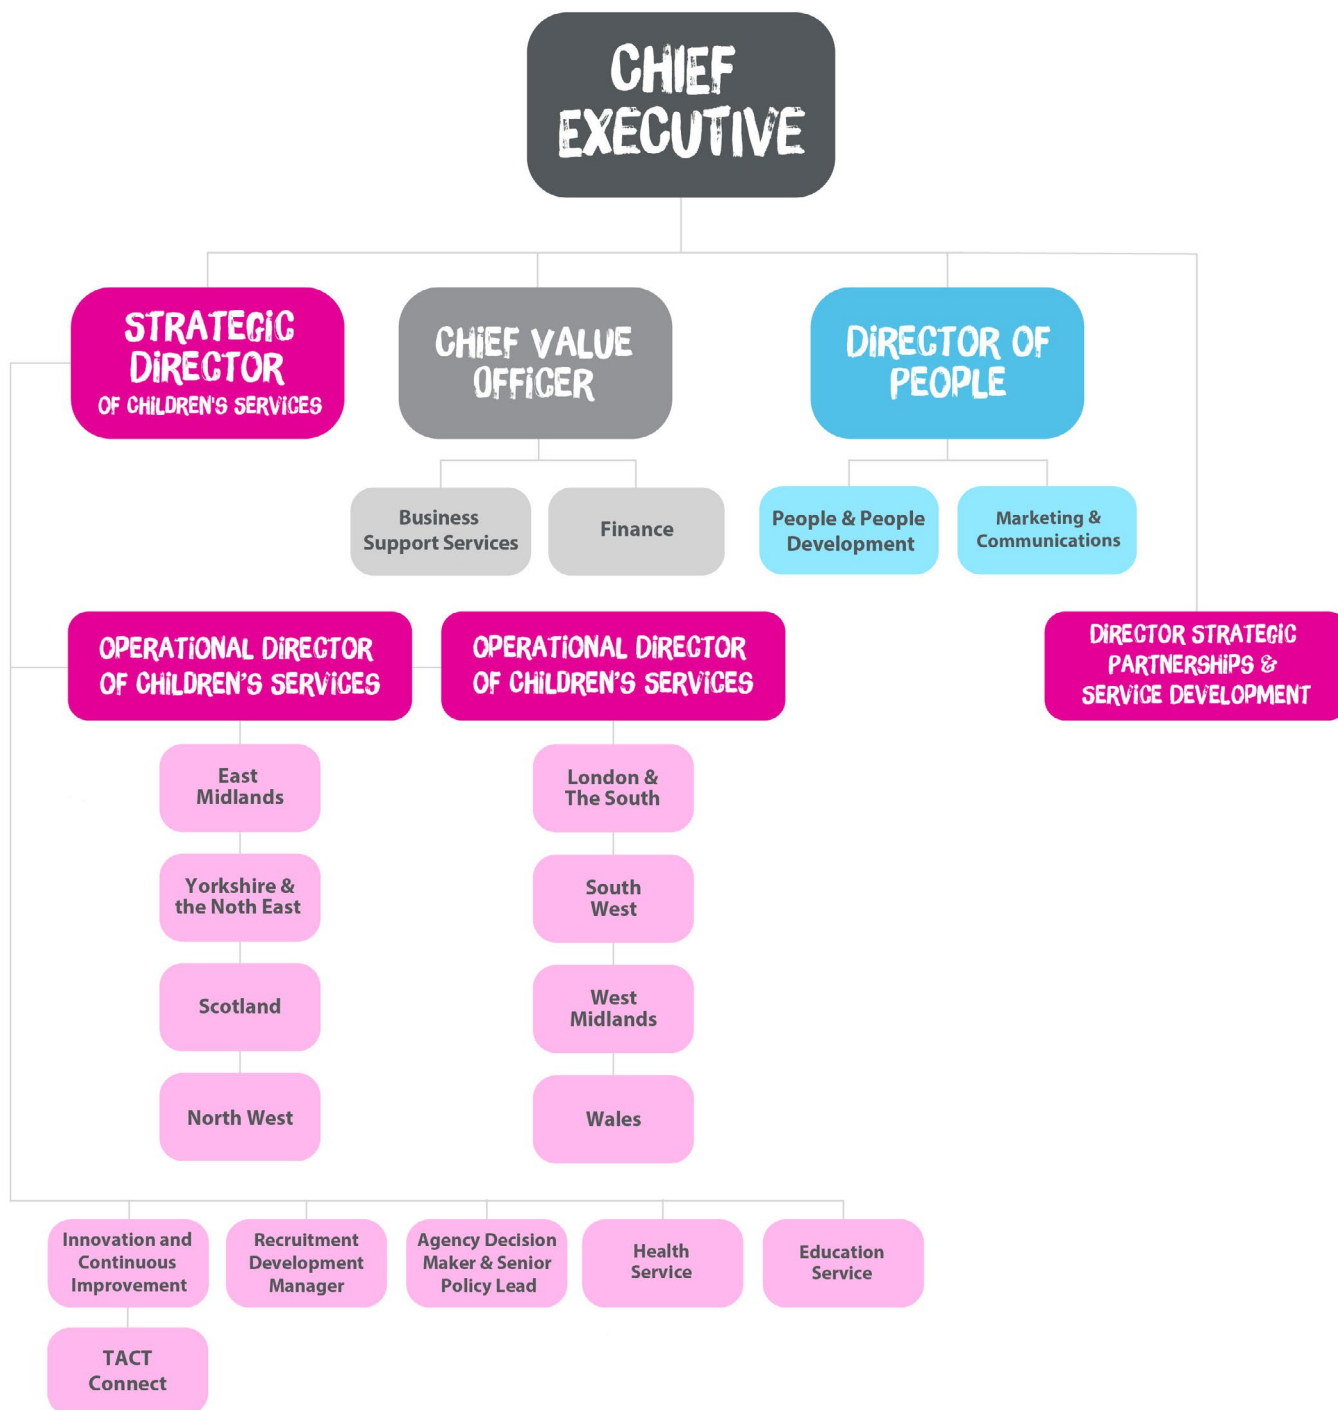 CHIEF
EXECUTIVE
STRATEGIC
DIRECTOR
OF CHILDREN'S SERVICES
CHIEF VALUE
OFFICER
DIRECTOR OF
PEOPLE
Business
Support Services
Finance
People & People
Development
Marketing &
Communications
OPERATIONAL DIRECTOR
OF CHILDREN'S SERVICES
OPERATIONAL DIRECTOR
OF CHILDREN'S SERVICES
DIRECTOR STRATEGIC
PARTNERSHIPS &
SERVICE DEVELOPMENT
East
Midlands
Yorkshire &
the Noth East
Scotland
North West
London &
The South
South
West
West
Midlands
Wales
Innovation and
Continuous
Improvement
Recruitment
Development
Manager
Agency Decision
Maker & Senior
Policy Lead
Health
Service
Education
Service
TACT
Connect